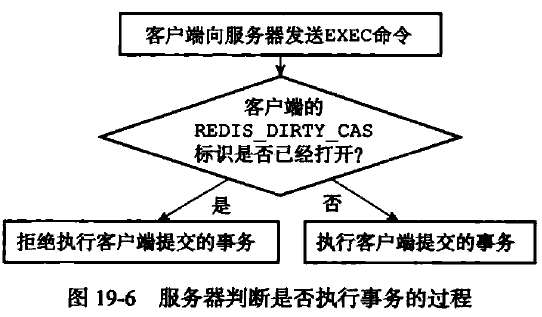 客户端向服务器发送EXEC命令
客户端的
REDIS_DIRTY_CAS
标识是否已经打开?
是
否
拒绝执行客户端提交的事务
执行客户端提交的事务
图 19-6 服务器判断是否执行事务的过程